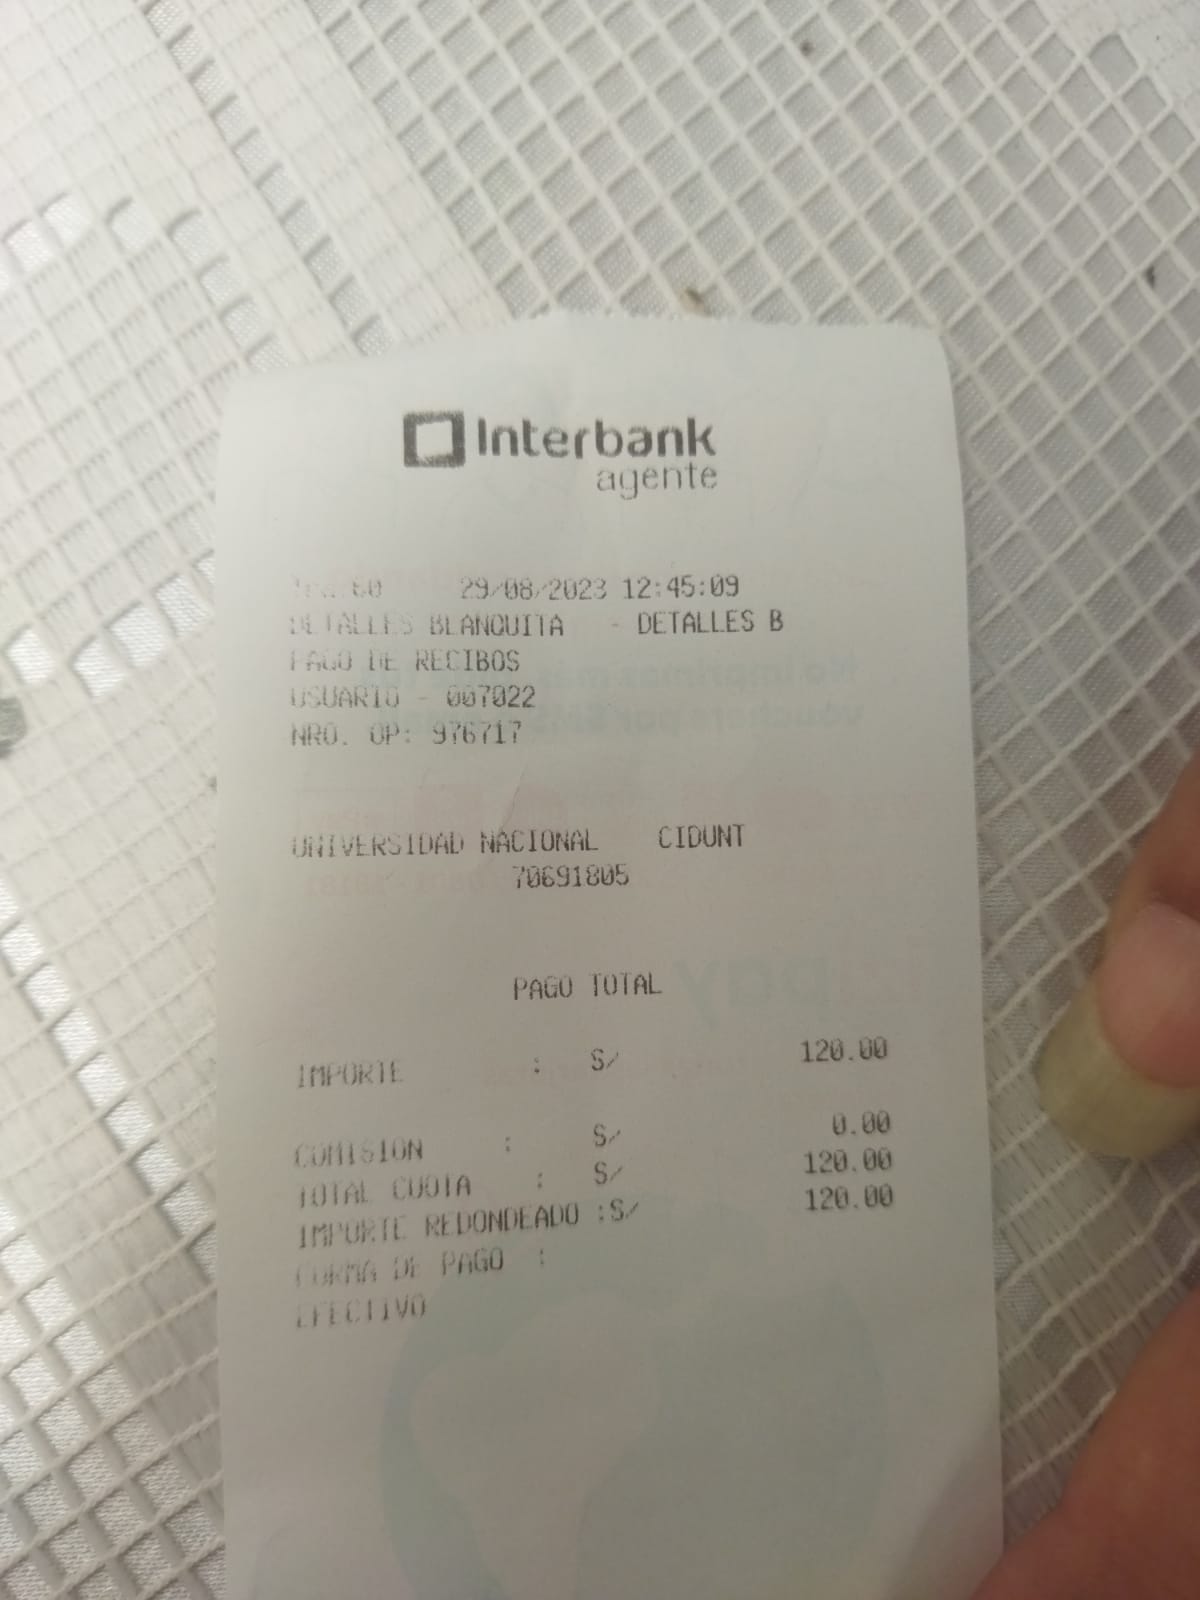 Interbank
agente
29/08/2023 12:45:09
DETALLES BLANQUITA - DETALLES B
PAGO DE RECIBOS
USUARIO - 007022
NRO. OP: 976717
UNIVERSIDAD NACIONAL CIDUNT
70691805
PAGO TOTAL
IMPORTE : S/ 120.00
COMISION : S/ 0.00
TOTAL CUOTA : S/ 120.00
IMPORTE REDONDEADO :S/ 120.00
FORMA DE PAGO :
EFECTIVO